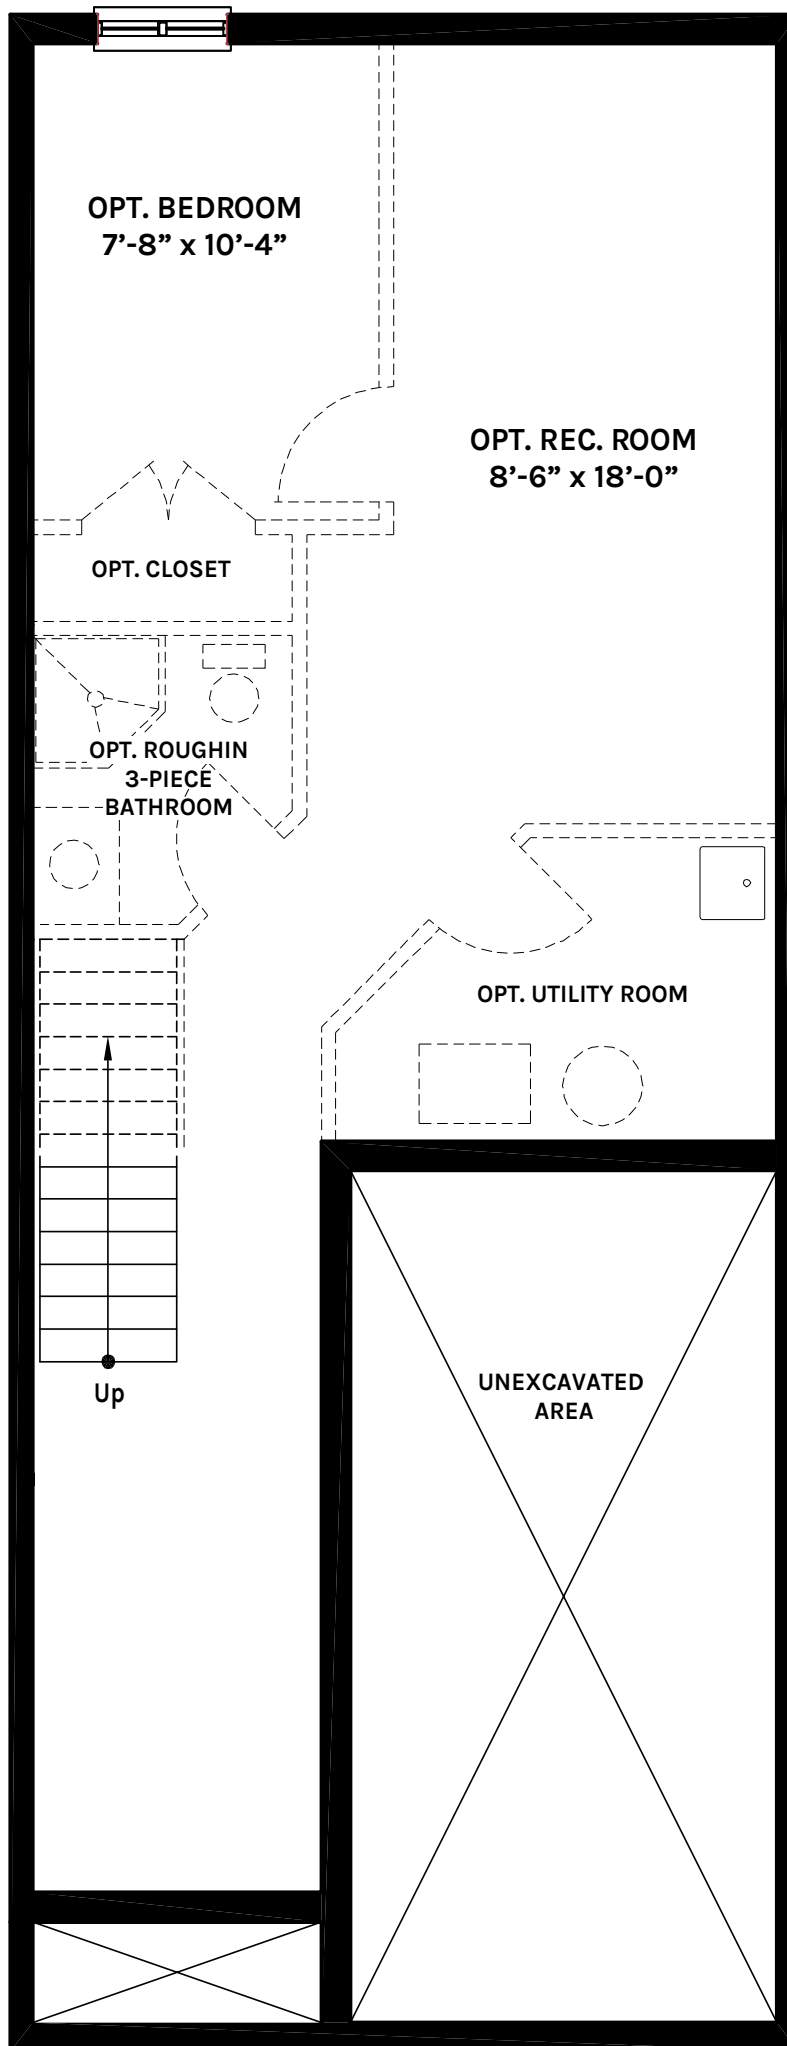 OPT. BEDROOM
7’-8” x 10’-4”
OPT. REC. ROOM
8’-6” x 18’-0”
OPT. CLOSET
OPT. ROUGHIN
3-PIECE
BATHROOM
OPT. UTILITY ROOM
Up
UNEXCAVATED
AREA